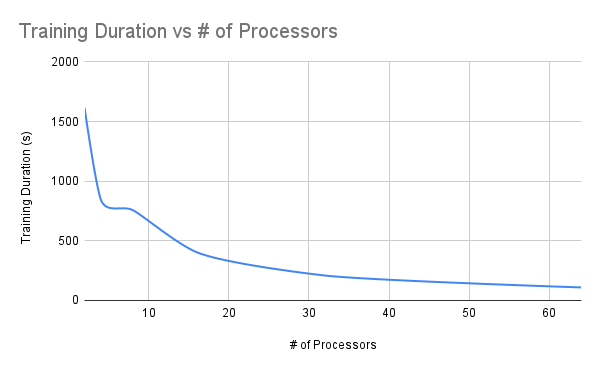 Training Duration vs # of Processors
2000
1500
1000
500
0
Training Duration (s)
10 20 30 40 50 60
# of Processors